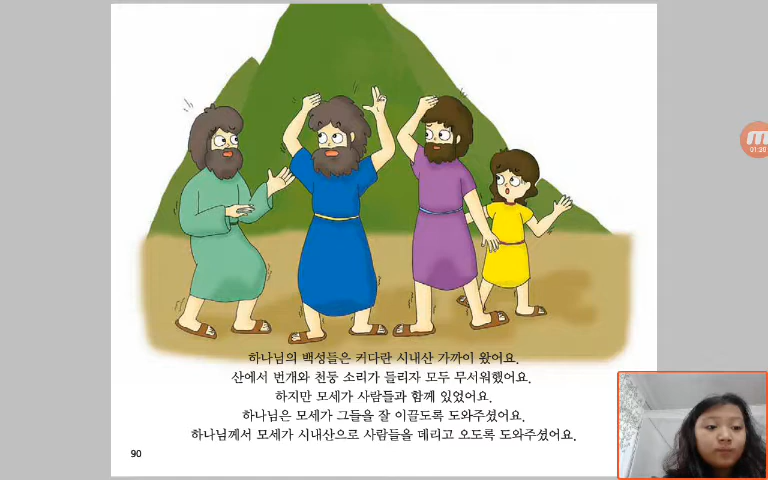 하나님의 백성들은 커다란 시내산 가까이 왔어요.
산에서 번개와 천둥 소리가 들리자 모두 무서워했어요.
하지만 모세가 사람들과 함께 있었어요.
하나님은 모세가 그들을 잘 이끌도록 도와주셨어요.
하나님께서 모세가 시내산으로 사람들을 데리고 오도록 도와주셨어요.
90
01:26